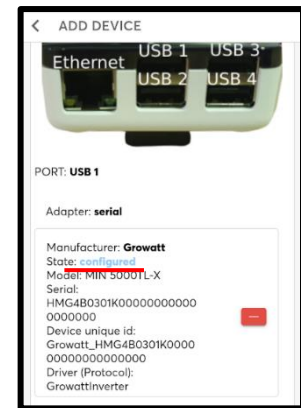 < ADD DEVICE
Ethernet USB 1 USB 3
USB 2 USB 4
PORT: USB 1
Adapter: serial
Manufacturer: Growatt
State: configured
Model: MIN 5000TL-X
Serial:
HMG4B0301K00000000000
0000000
Device unique id:
Growatt_HMG4B0301K0000
00000000000000
Driver (Protocol):
GrowattInverter